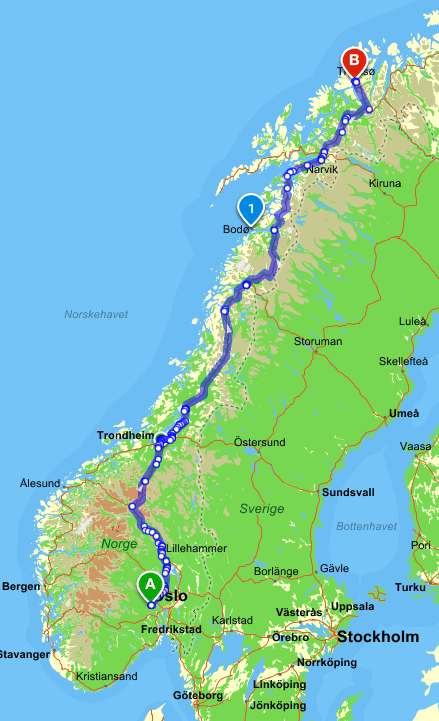 B
Tromsø
Narvik
Kiruna
1
Bodø
Norskehavet
Luleå,
Storuman
Skellefteå
Umeå
Trondheim
Östersund
Vaasa
Ålesund
Sundsvall
Sverige
Bottenhavet
Norge
Lillehammer
Pori
Gävle
Borlänge
Bergen
A
Oslo
Turku
Uppsala
Västerås
Fredrikstad
Karlstad
Örebro
Stockholm
Stavanger
Norrköping
Kristiansand
Linköping
Göteborg
Jönköping